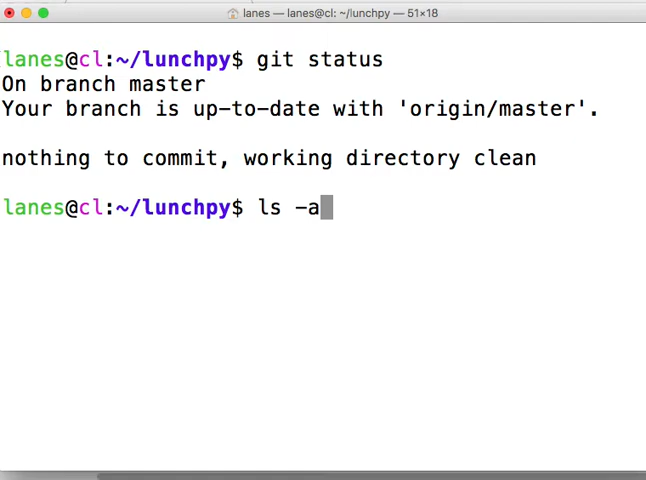 lanes — lanes@cl: ~/lunchpy — 51×18
lanes@cl:~/lunchpy$ git status
On branch master
Your branch is up-to-date with 'origin/master'.
nothing to commit, working directory clean
lanes@cl:~/lunchpy$ ls -a